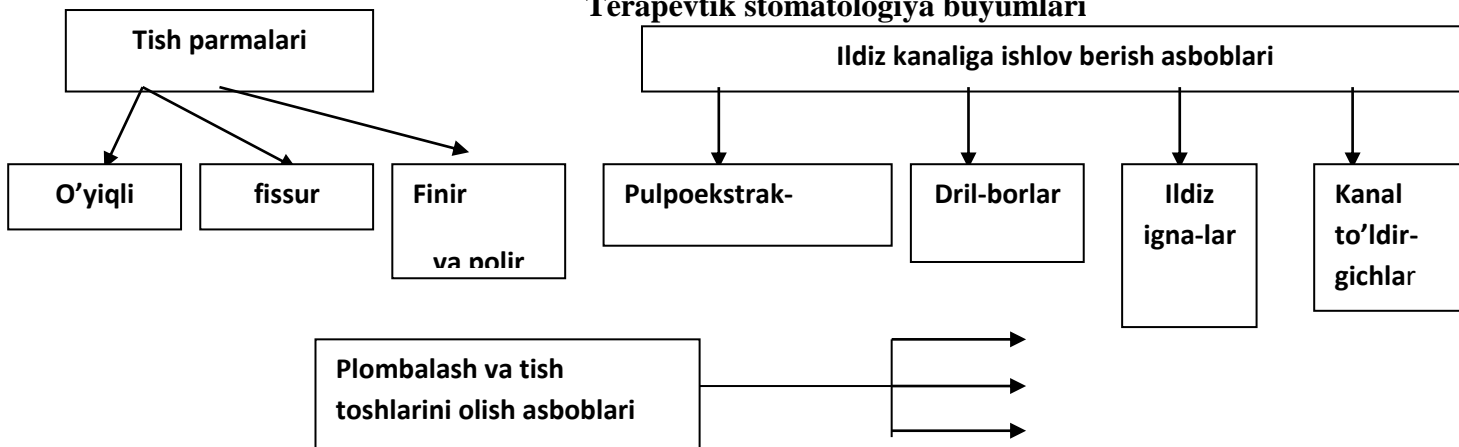 Terapevtik stomatologiya buyumlari
Tish parmalari
Ildiz kanaliga ishlov berish asboblari
O’yiqli
fissur
Finir
va polir
Pulpoekstrak-
Dril-borlar
Ildiz
igna-lar
Kanal
to’ldir-
gichlar
Plombalash va tish
toshlarini olish asboblari